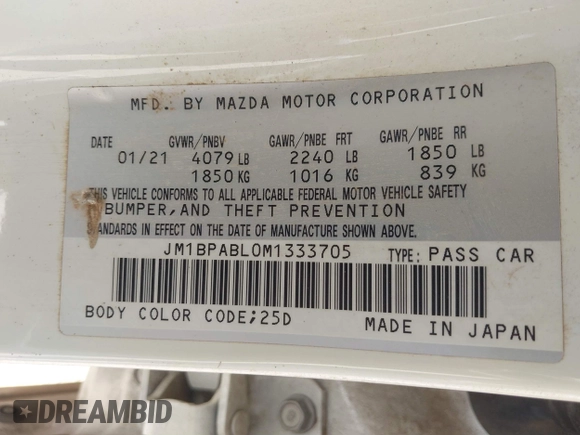 MFD. BY MAZDA MOTOR CORPORATION
DATE GVWR/PNBV GAWR/PNBE FRT GAWR/PNBE RR
01/21 4079 LB 2240 LB 1850 LB
1850 KG 1016 KG 839 KG
THIS VEHICLE CONFORMS TO ALL APPLICABLE FEDERAL MOTOR VEHICLE SAFETY
BUMPER, AND THEFT PREVENTION
STANDARDS IN EFFECT ON THE DATE OF MANUFACTURE SHOWN ABOVE.
JM1BPABL0M1333705 TYPE: PASS CAR
BODY COLOR CODE;25D MADE IN JAPAN
DREAMBID